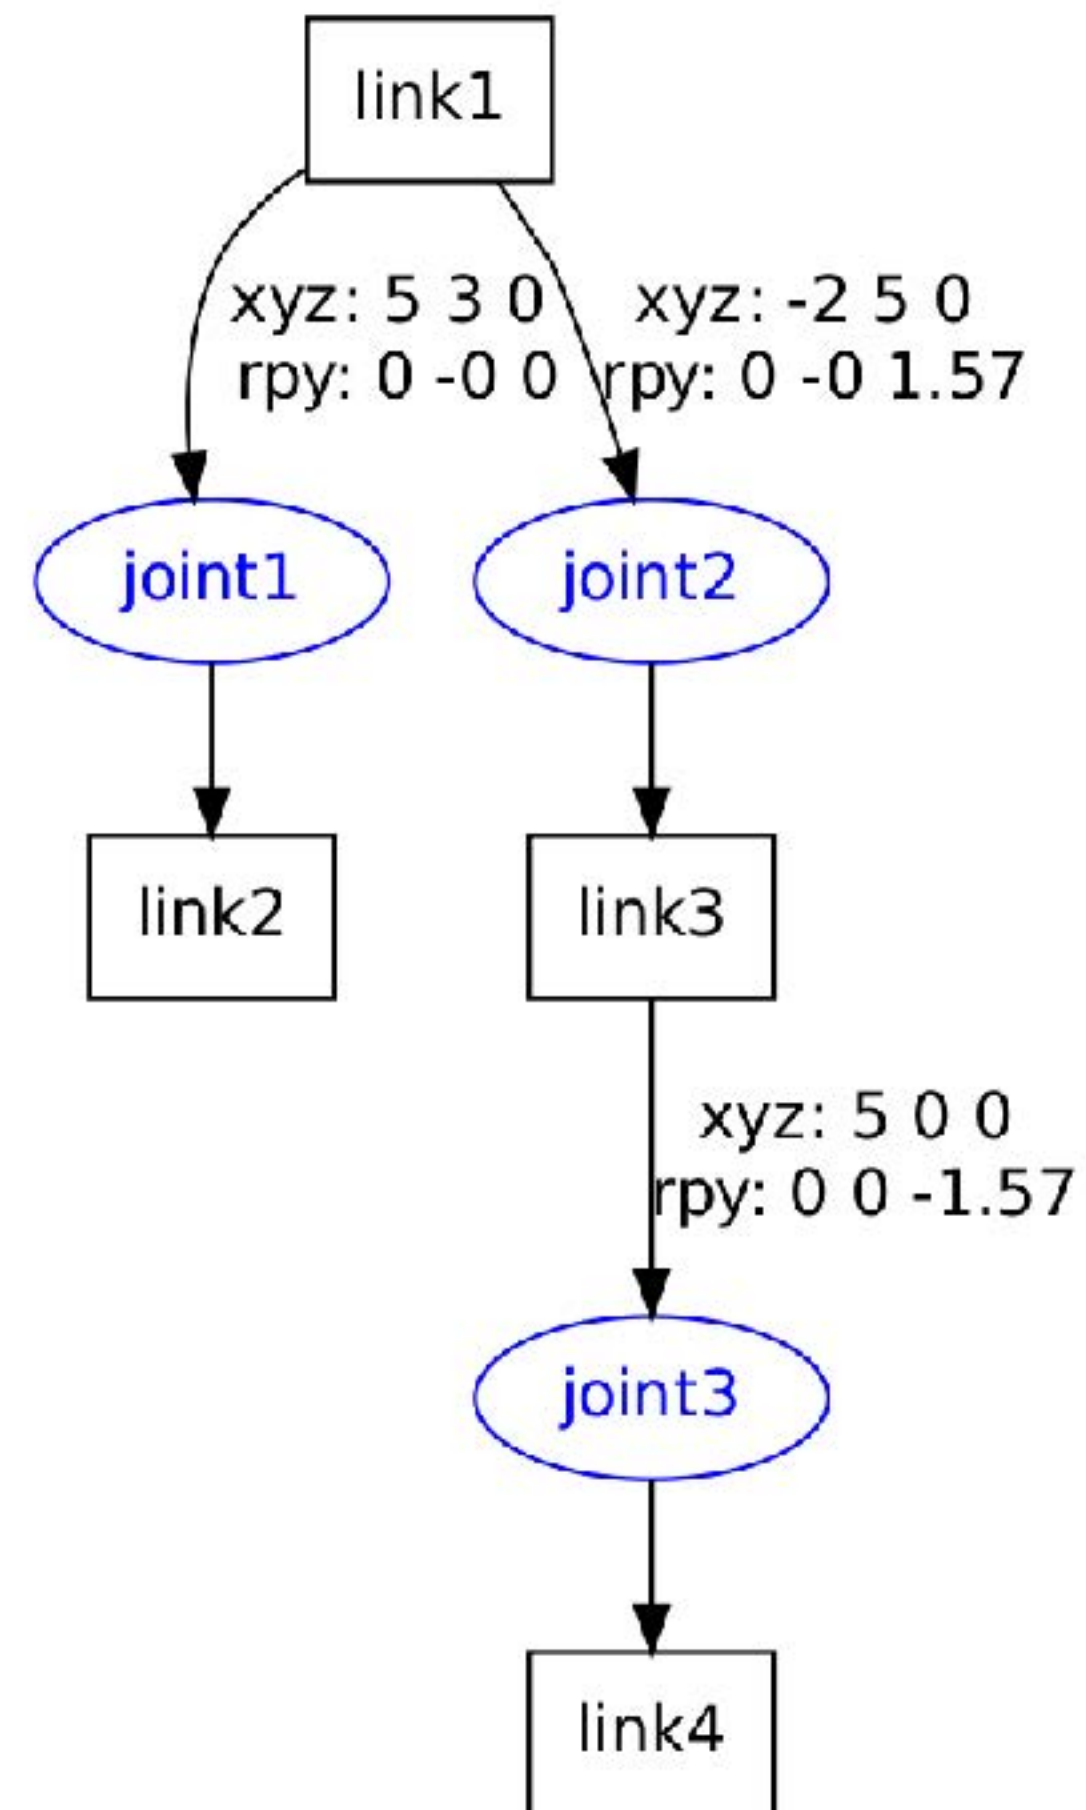 link1
xyz: 5 3 0
rpy: 0 -0 0
xyz: -2 5 0
rpy: 0 -0 1.57
joint1
joint2
link2
link3
xyz: 5 0 0
rpy: 0 0 -1.57
joint3
link4